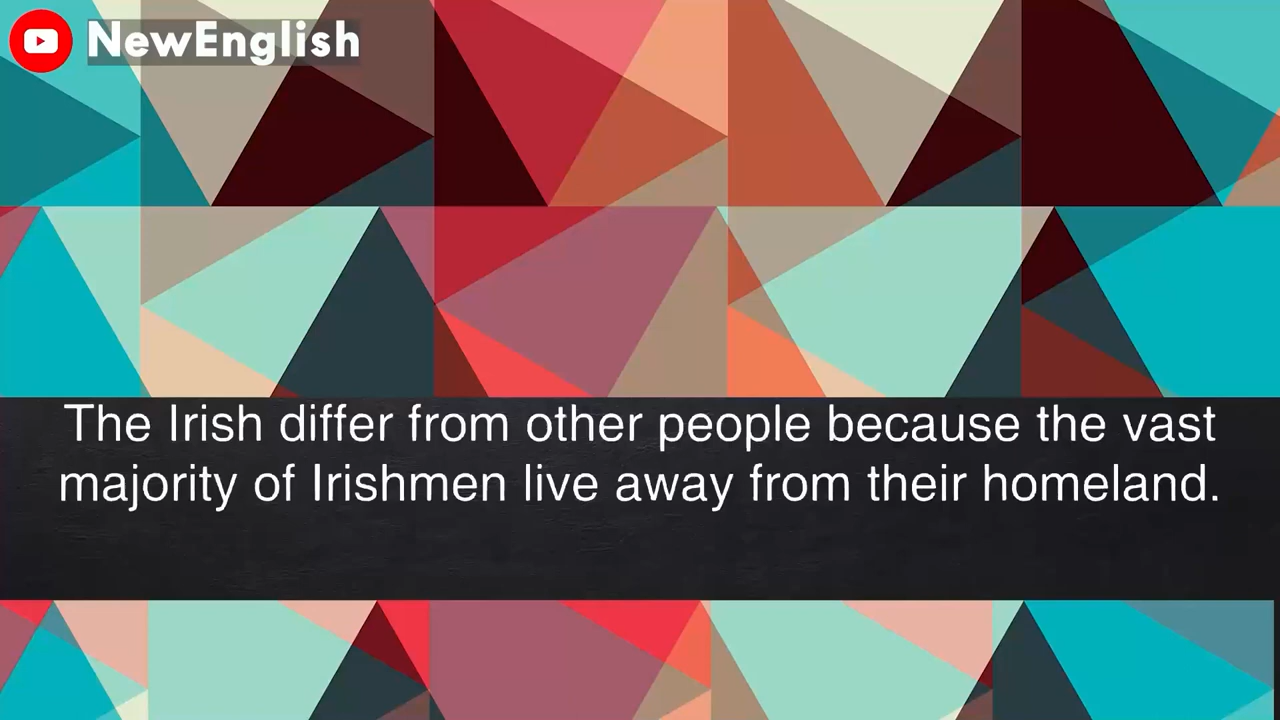 NewEnglish
The Irish differ from other people because the vast
majority of Irishmen live away from their homeland.